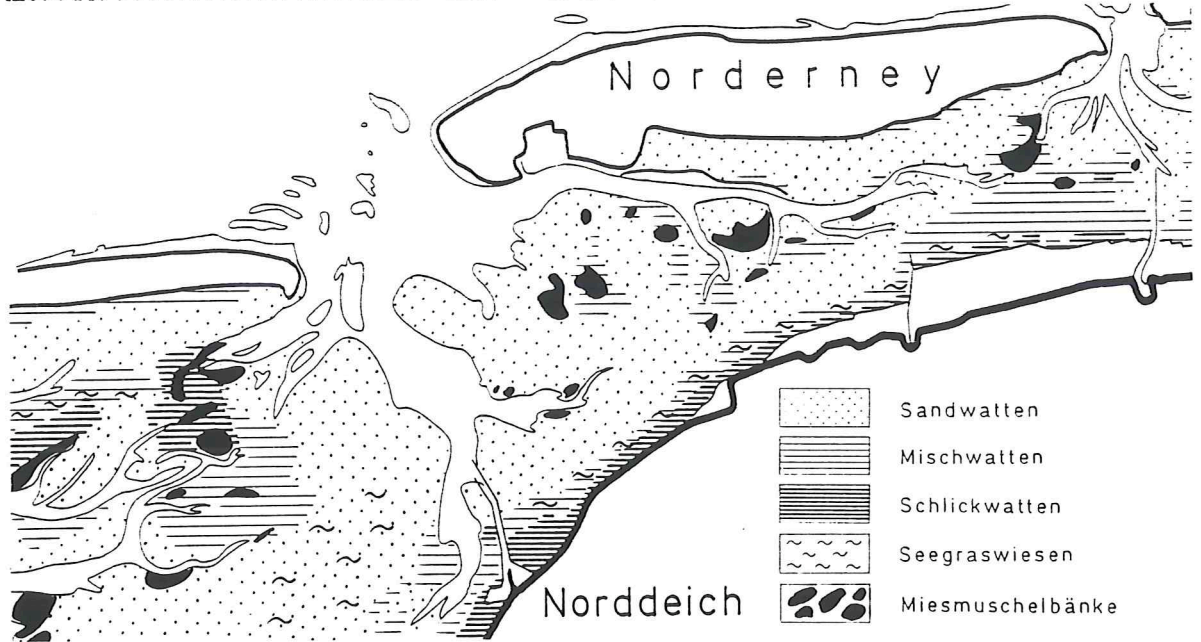 Norderney
Sandwatten
Mischwatten
Schlickwatten
Seegraswiesen
Miesmuschelbänke
Norddeich